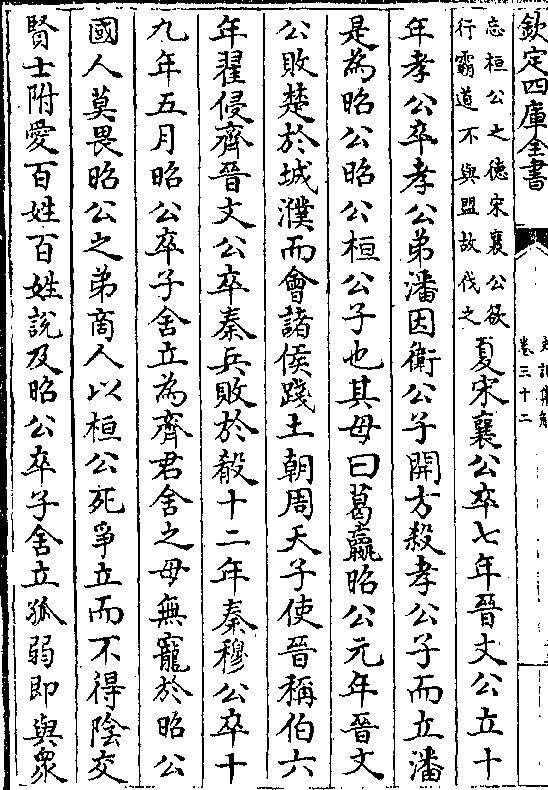 欽定四庫全書
史記集解
卷三十二
忘桓公之德宋襄公欲
行霸道不與盟故伐之
夏宋襄公卒七年晉文公立十
年孝公卒孝公弟潘因衛公子開方殺孝公子而立潘
是為昭公昭公桓公子也其母曰葛嬴昭公元年晉文
公敗楚於城濮而會諸侯踐土朝周天子使晉稱伯六
年翟侵齊晉文公卒秦兵敗於殽十二年秦穆公卒十
九年五月昭公卒子舍立為齊君舍之母無寵於昭公
國人莫畏昭公之弟商人以桓公死爭立而不得陰交
賢士附愛百姓百姓說及昭公卒子舍立孤弱即與衆